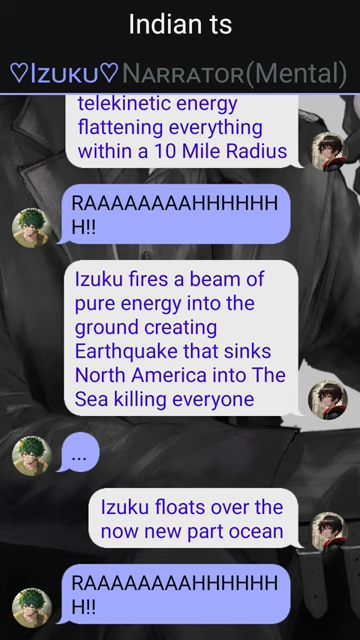 Indian ts
♡Izuku♡ Narrator(Mental)
telekinetic energy
flattening everything
within a 10 Mile Radius
RAAAAAAAAHHHHHH
H!!
Izuku fires a beam of
pure energy into the
ground creating
Earthquake that sinks
North America into The
Sea killing everyone
...
Izuku floats over the
now new part ocean
RAAAAAAAAHHHHHH
H!!